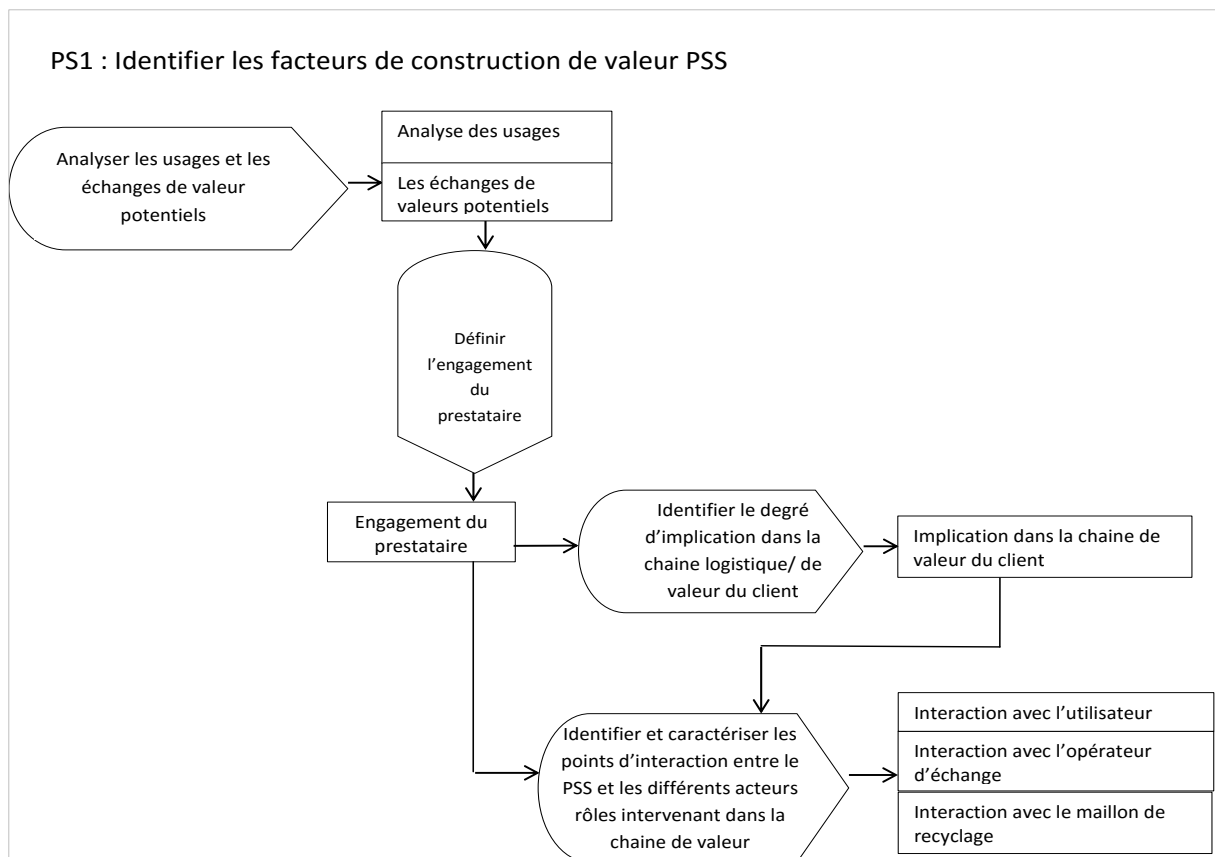 PS1 : Identifier les facteurs de construction de valeur PSS
Analyser les usages et les
échanges de valeur
potentiels
Analyse des usages
Les échanges de
valeurs potentiels
Définir
l’engagement
du
prestataire
Engagement du
prestataire
Identifier le degré
d’implication dans la
chaine logistique/ de
valeur du client
Implication dans la chaine de
valeur du client
Identifier et caractériser les
points d’interaction entre le
PSS et les différents acteurs
rôles intervenant dans la
chaine de valeur
Interaction avec l’utilisateur
Interaction avec l’opérateur
d’échange
Interaction avec le maillon de
recyclage